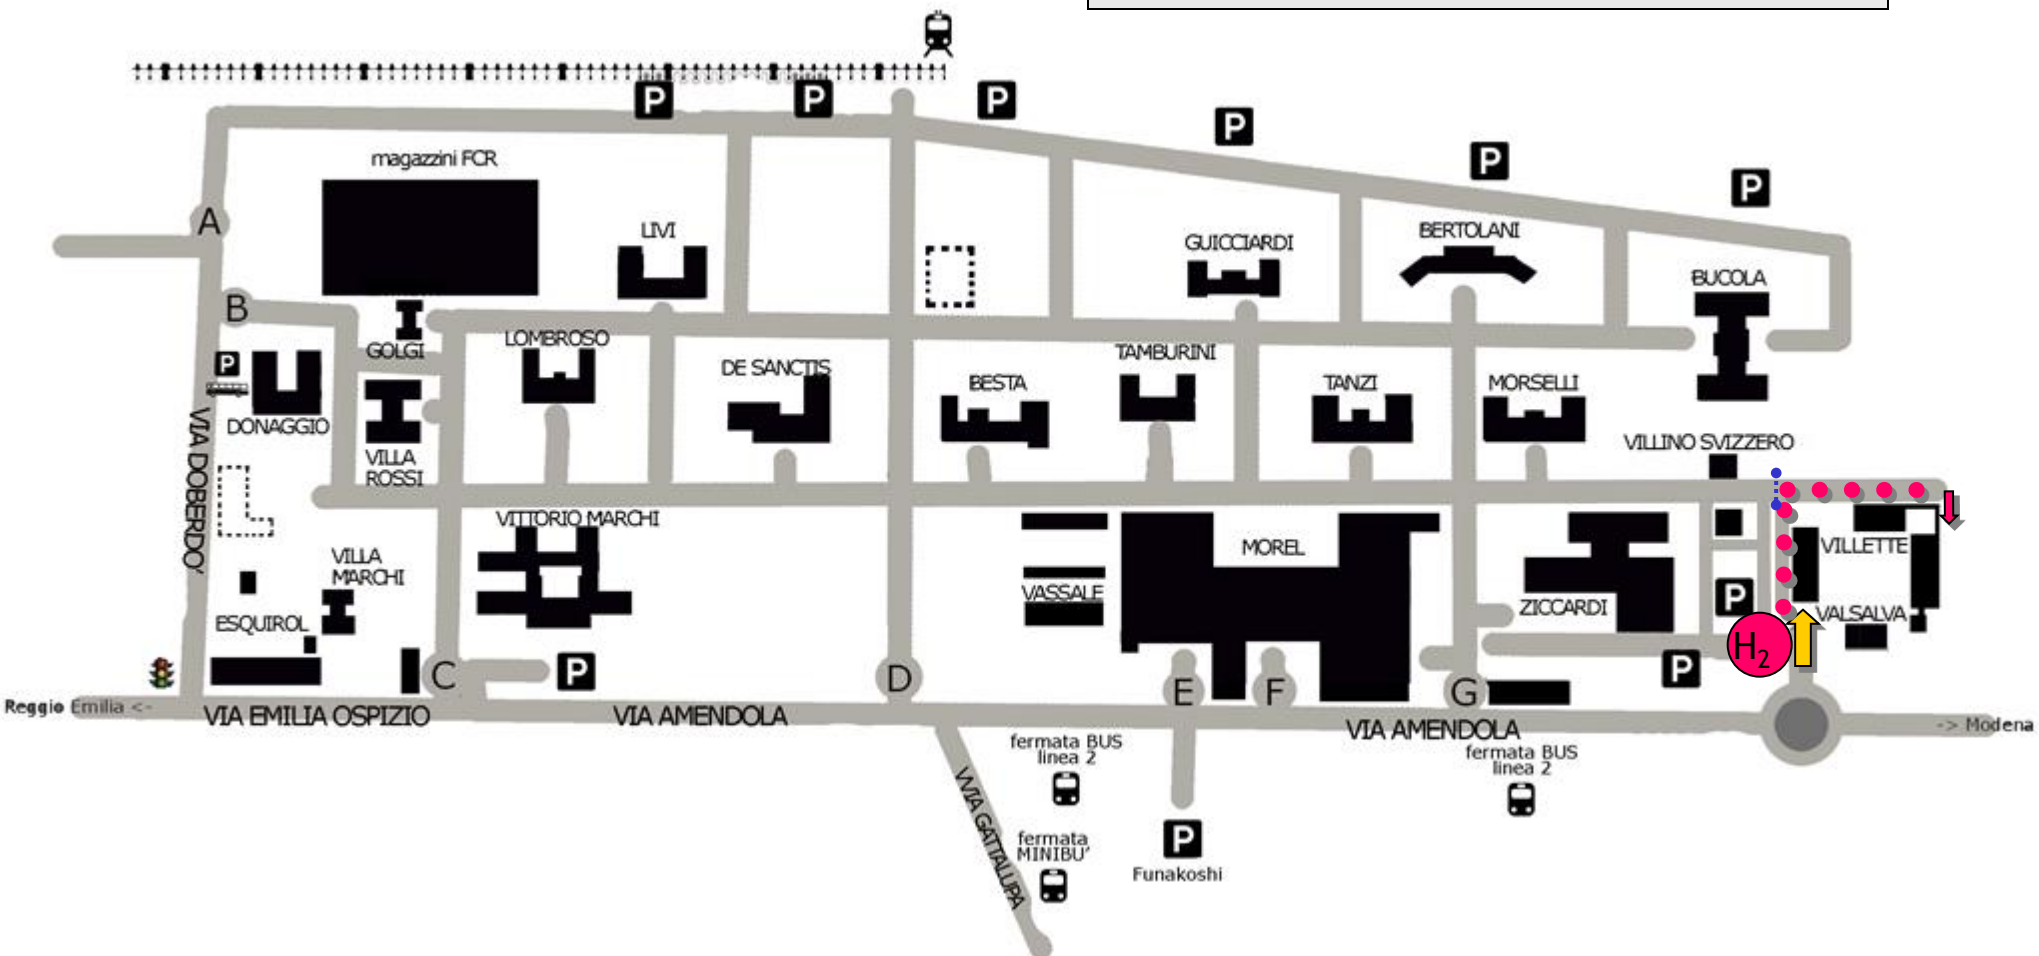 P
P
P
P
P
P
magazzini FCR
A
LIVI
GUICCIARDI
BERTOLANI
BUCOLA
B
GOLGI
LOMBROSO
P
DE SANCTIS
BESTA
TAMBURINI
TANZI
MORSELLI
DONAGGIO
VIA DOBERDO'
VILLA
ROSSI
VILLINO SVIZZERO
VITTORIO MARCHI
MOREL
VILLETTE
VILLA
MARCHI
VASSALE
ZICCARDI
P
VALSALVA
ESQUIROL
H2
C
P
D
E
F
G
P
Reggio Emilia <-
VIA EMILIA OSPIZIO
VIA AMENDOLA
VIA AMENDOLA
-> Modena
fermata BUS
linea 2
fermata BUS
linea 2
VVIA GATTALUPA
fermata
MINIBU'
P
Funakoshi